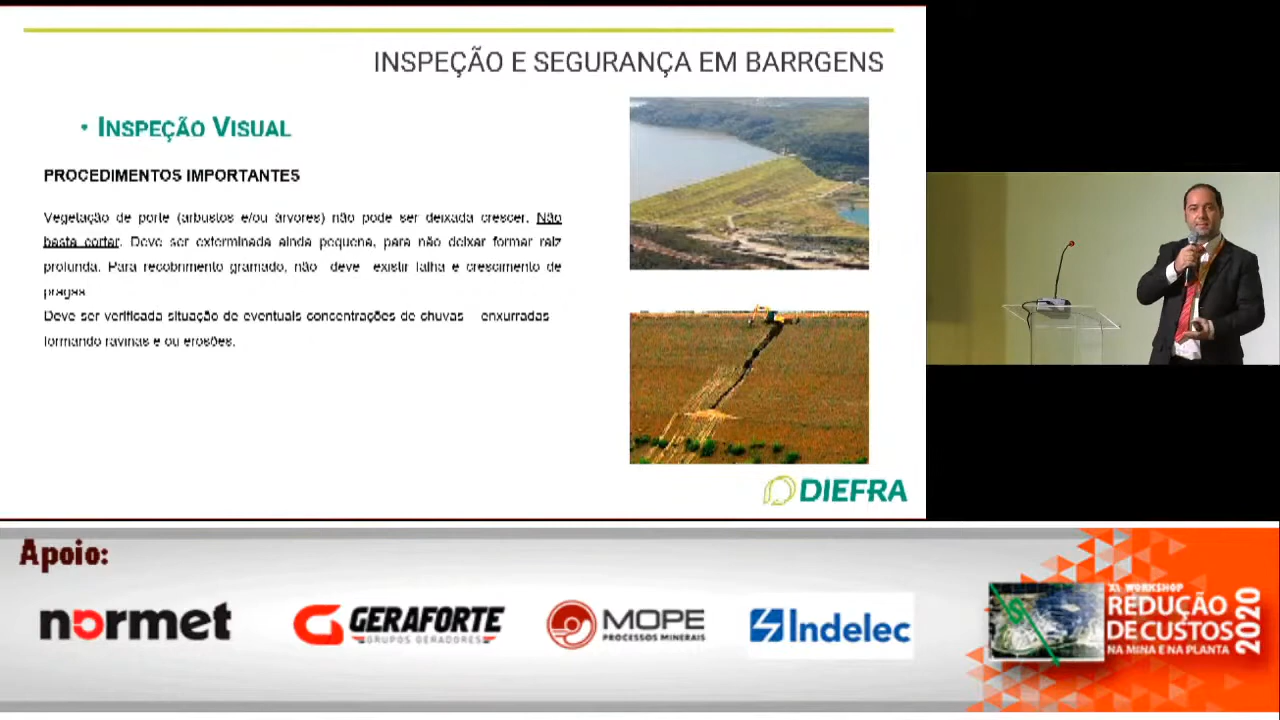 INSPEÇÃO E SEGURANÇA EM BARRGENS
• INSPEÇÃO VISUAL
PROCEDIMENTOS IMPORTANTES
Vegetação de porte (arbustos e/ou árvores) não pode ser deixada crescer. Não
basta cortar. Deve ser exterminada ainda pequena, para não deixar formar raiz
profunda. Para recobrimento gramado, não deve existir falha e crescimento de
pragas
Deve ser verificada situação de eventuais concentrações de chuvas enxurradas
formando ravinas e ou erosões.
DIEFRA
Apoio:
normet
GERAFORTE
GRUPOS GERADORES
MOPE
PROCESSOS MINERAIS
Indelec
XI WORKSHOP
REDUÇÃO
DE CUSTOS
NA MINA E NA PLANTA
2020